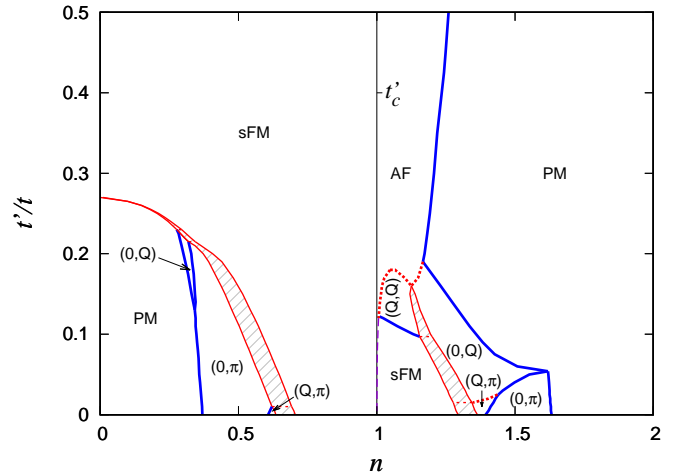 0.5
0.4
0.3
0.2
0.1
0
t'/t
0
0.5
1
1.5
2
n
sFM
t'c
AF
PM
(0,Q)
PM
(0,π)
(Q,π)
(Q,Q)
sFM
(0,Q)
(Q,π)
(0,π)